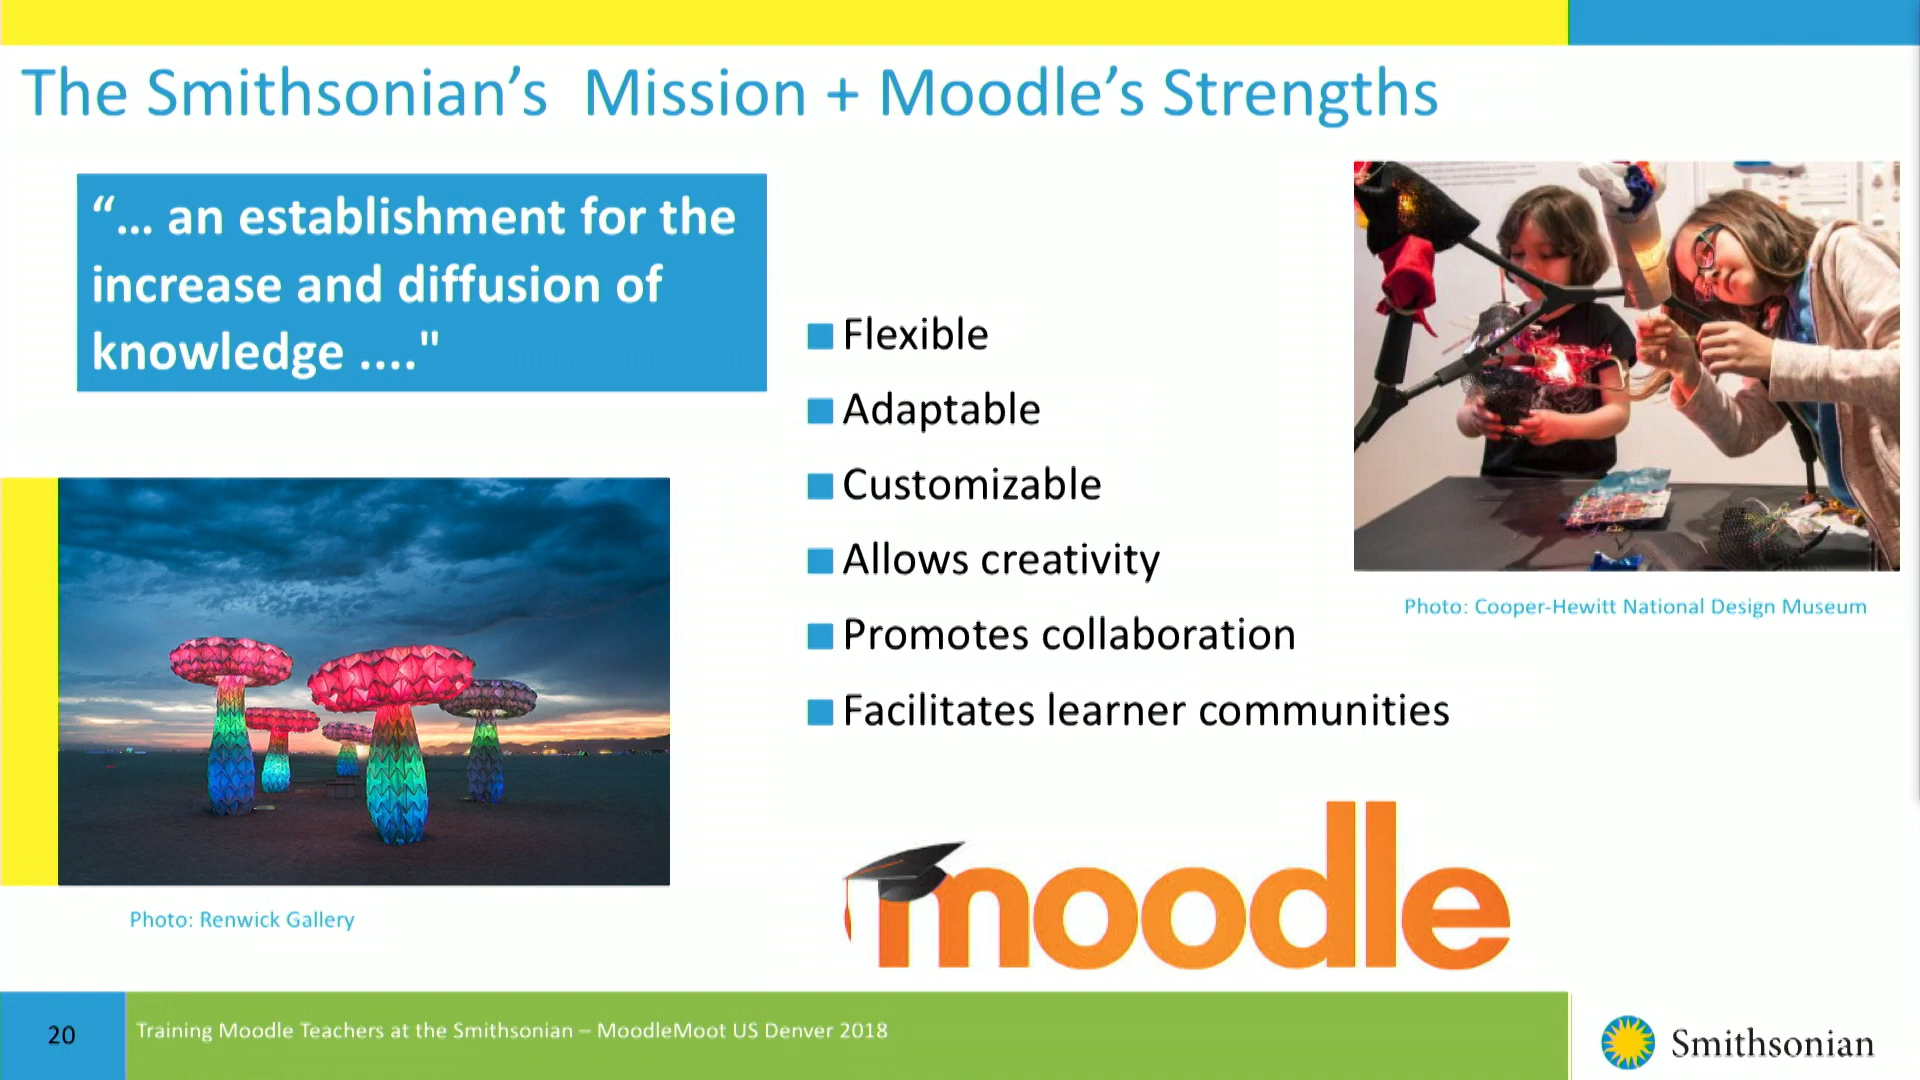 The Smithsonian’s  Mission + Moodle’s Strengths
“... an establishment for the
increase and diffusion of
knowledge ...."
Flexible
Adaptable
Customizable
Allows creativity
Promotes collaboration
Facilitates learner communities
Photo: Cooper-Hewitt National Design Museum
Photo: Renwick Gallery
moodle
20
Training Moodle Teachers at the Smithsonian – MoodleMoot US Denver 2018
Smithsonian